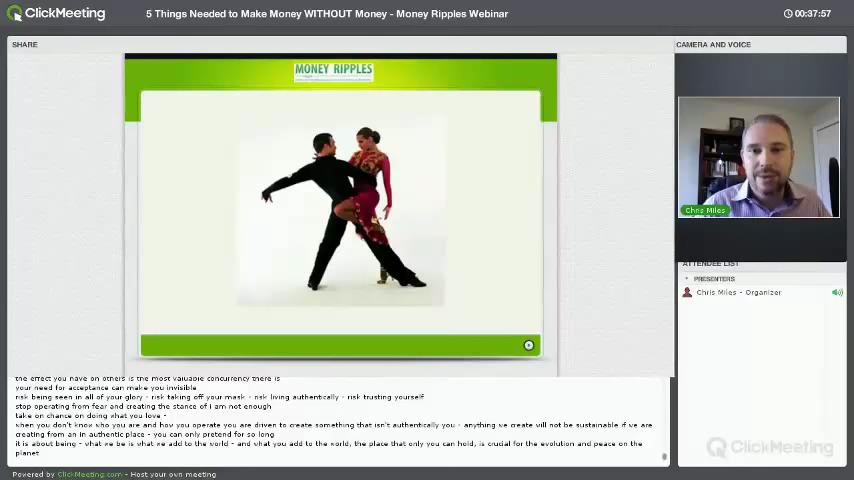 ClickMeeting
5 Things Needed to Make Money WITHOUT Money - Money Ripples Webinar
00:37:57
SHARE
CAMERA AND VOICE
MONEY RIPPLES
Chris Miles
ATTENDEE LIST
PRESENTERS
Chris Miles - Organizer
the effect you have on others is the most valuable concurrency there is
your need for acceptance can make you invisible
risk being seen in all of your glory - risk taking off your mask - risk living authentically - risk trusting yourself
stop operating from fear and creating the stance of i am not enough
take on chance on doing what you love -
when you don't know who you are and how you operate you are driven to create something that isn't authentically you - anything we create will not be sustainable if we are
creating from an in authentic place - you can only pretend for so long
it is about being - what we be is what we add to the world - and what you add to the world, the place that only you can hold, is crucial for the evolution and peace on the
planet
ClickMeeting
Powered by ClickMeeting.com - Host your own meeting